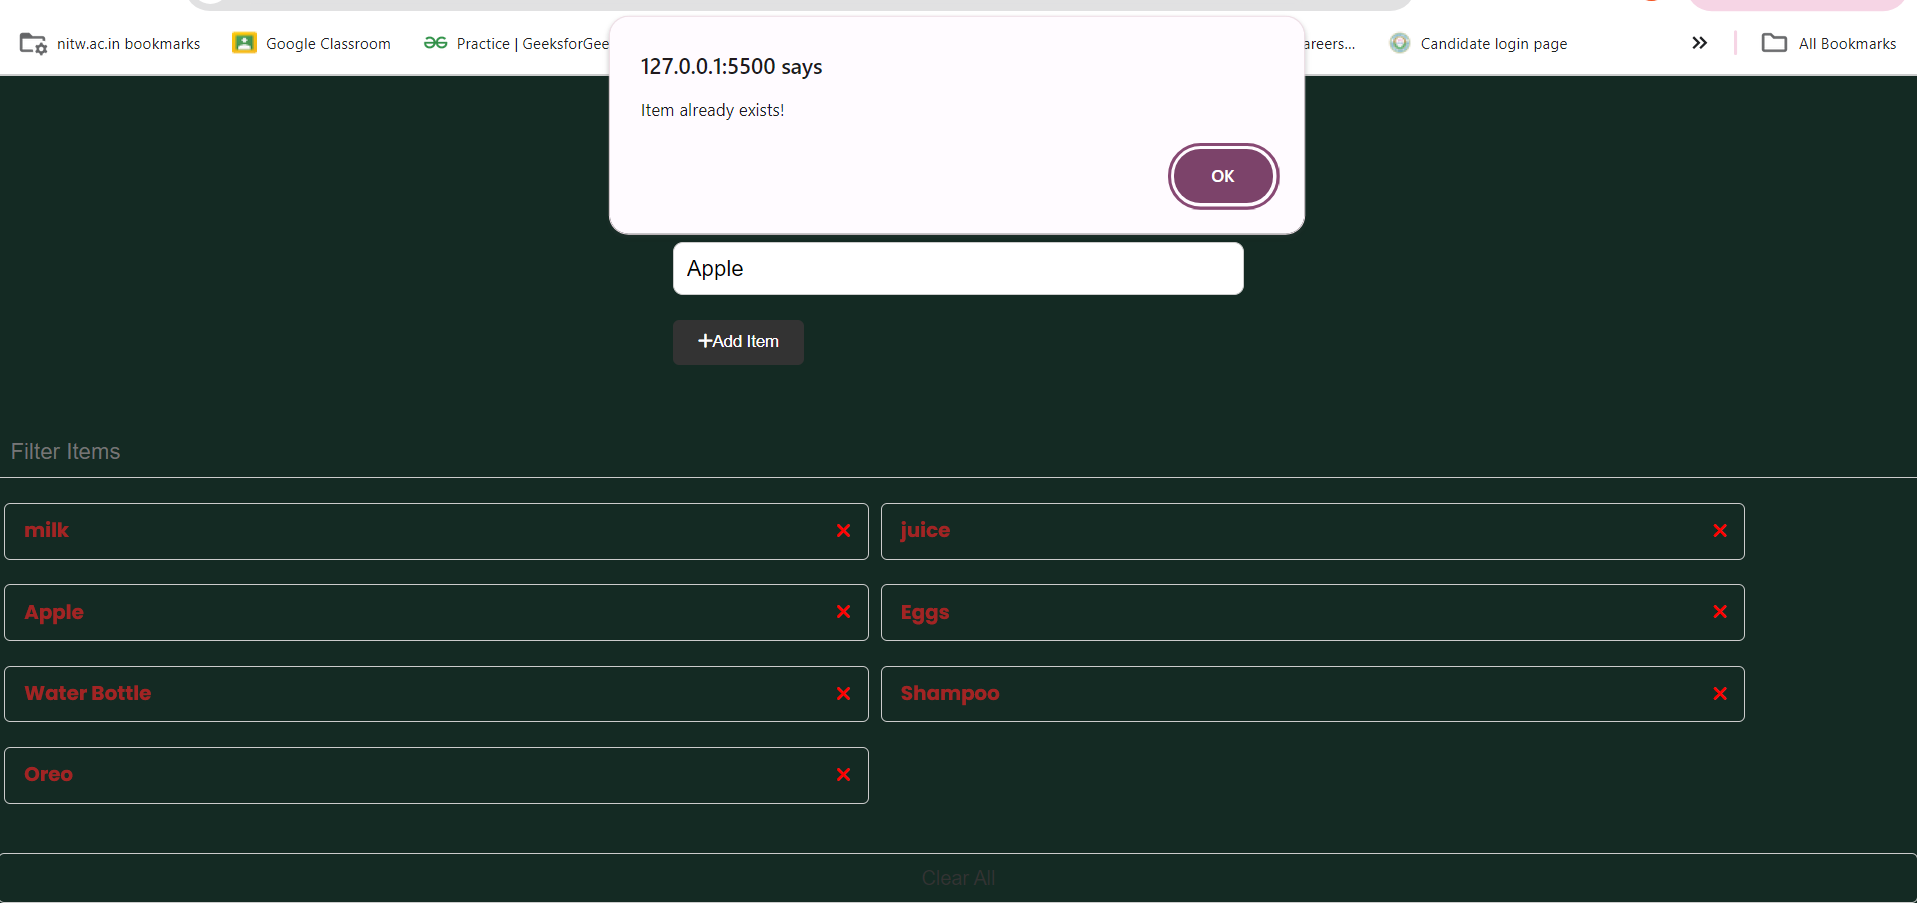 nitw.ac.in bookmarks
Google Classroom
Practice | GeeksforGee
areers...
Candidate login page
All Bookmarks
127.0.0.1:5500 says
Item already exists!
OK
Apple
+Add Item
Filter Items
milk
juice
Apple
Eggs
Water Bottle
Shampoo
Oreo
Clear All